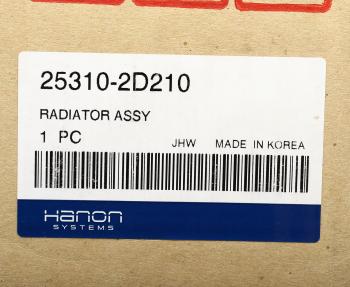 25310-2D210
RADIATOR ASSY
1 PC
JHW MADE IN KOREA
Hanon
SYSTEMS